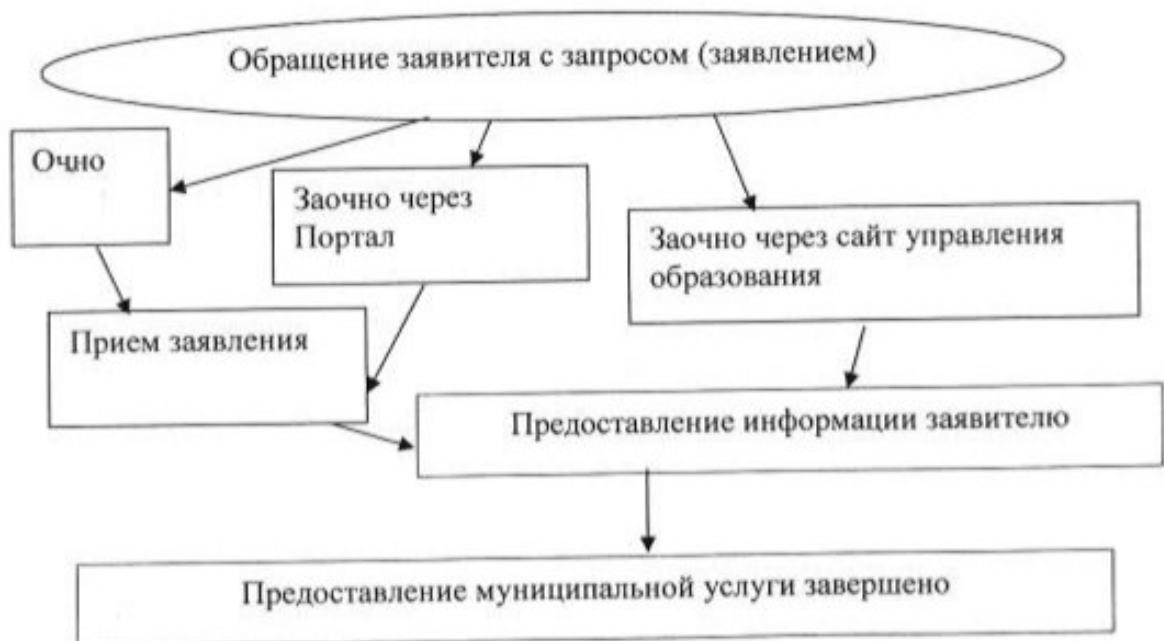 Обращение заявителя с запросом (заявлением)
Очно
Заочно через
Портал
Заочно через сайт управления
образования
Прием заявления
Предоставление информации заявителю
Предоставление муниципальной услуги завершено